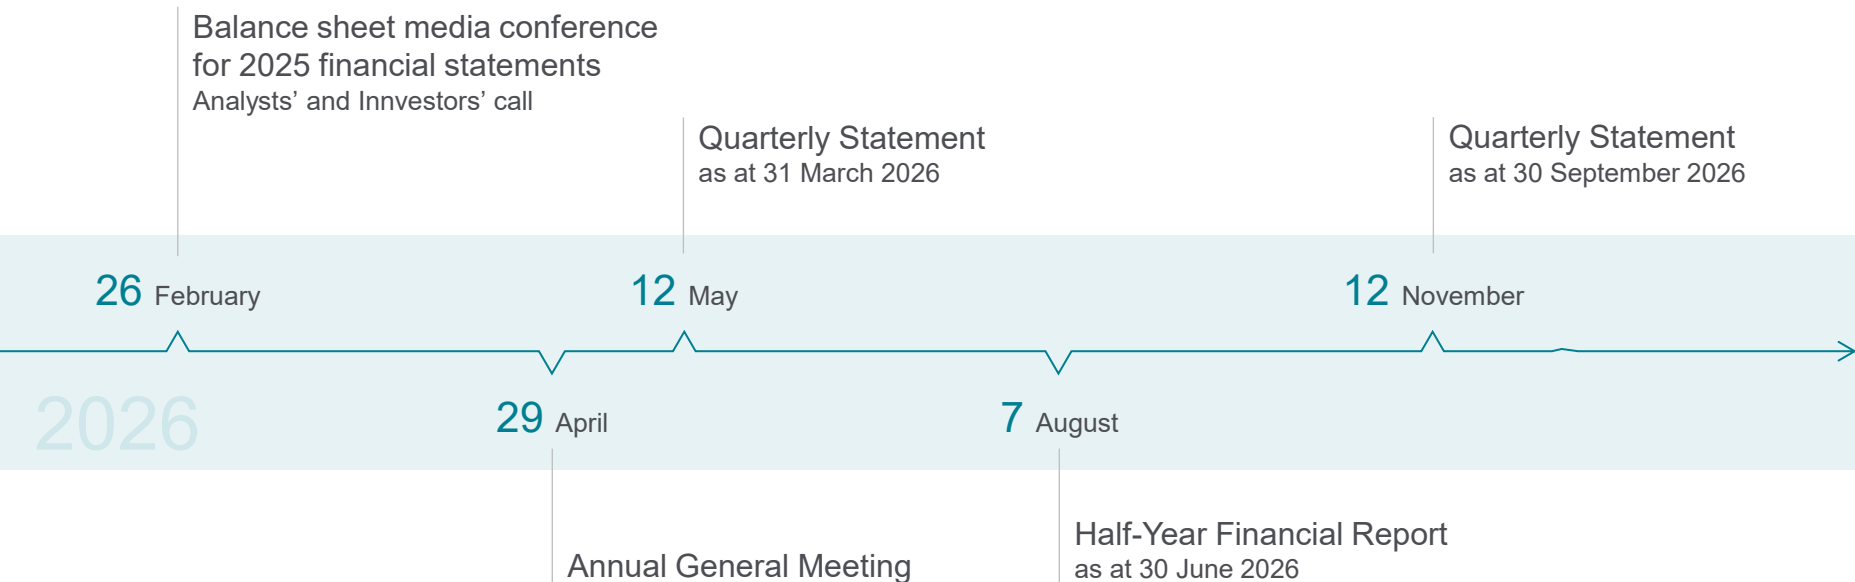 Balance sheet media conference
for 2025 financial statements
Analysts’ and Innvestors’ call
Quarterly Statement
as at 31 March 2026
Quarterly Statement
as at 30 September 2026
26 February
12 May
12 November
2026
29 April
7 August
Annual General Meeting
Half-Year Financial Report
as at 30 June 2026